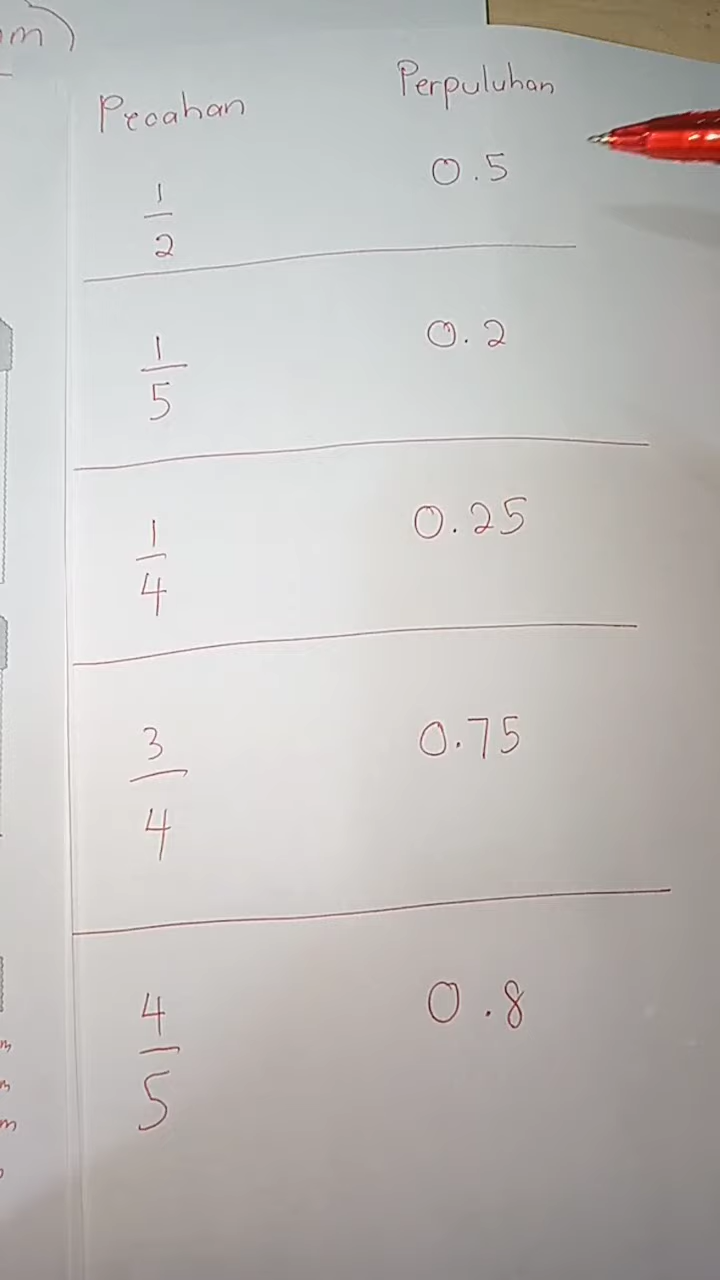 m)
Pecahan Perpuluhan
1/2 0.5
1/5 0.2
1/4 0.25
3/4 0.75
4/5 0.8
m
m
m